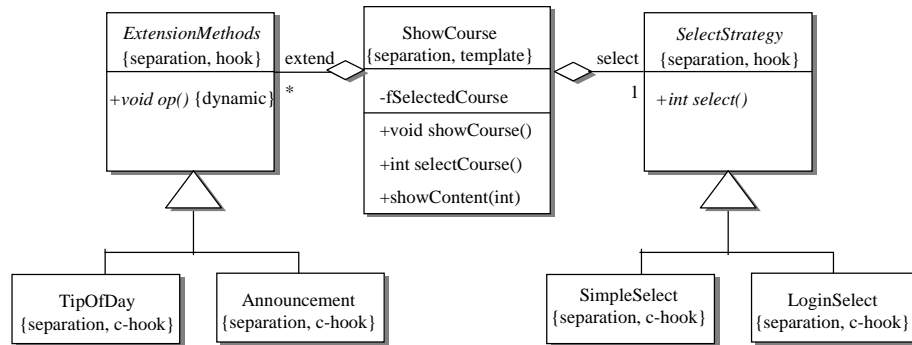 ExtensionMethods
{separation, hook}
+void op() {dynamic}
extend
*
ShowCourse
{separation, template}
-fSelectedCourse
+void showCourse()
+int selectCourse()
+showContent(int)
select
1
SelectStrategy
{separation, hook}
+int select()
TipOfDay
{separation, c-hook}
Announcement
{separation, c-hook}
SimpleSelect
{separation, c-hook}
LoginSelect
{separation, c-hook}